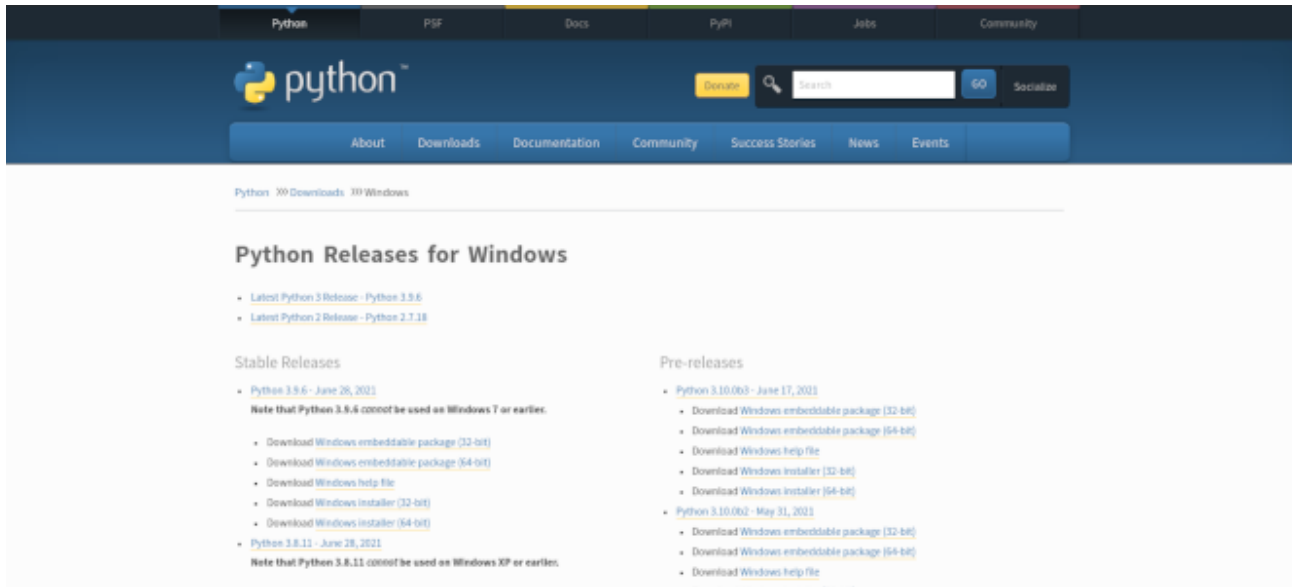 Python PSF Docs PyPI Jobs Community
python™
Donate Search GO Socialize
About Downloads Documentation Community Success Stories News Events
Python >>> Downloads >>> Windows
Python Releases for Windows
Latest Python 3 Release - Python 3.9.6
Latest Python 2 Release - Python 2.7.18
Stable Releases
Python 3.9.6 - June 28, 2021
Note that Python 3.9.6 cannot be used on Windows 7 or earlier.
Download Windows embeddable package (32-bit)
Download Windows embeddable package (64-bit)
Download Windows help file
Download Windows installer (32-bit)
Download Windows installer (64-bit)
Python 3.8.11 - June 28, 2021
Note that Python 3.8.11 cannot be used on Windows XP or earlier.
Pre-releases
Python 3.10.0b3 - June 17, 2021
Download Windows embeddable package (32-bit)
Download Windows embeddable package (64-bit)
Download Windows help file
Download Windows installer (32-bit)
Download Windows installer (64-bit)
Python 3.10.0b2 - May 31, 2021
Download Windows embeddable package (32-bit)
Download Windows embeddable package (64-bit)
Download Windows help file